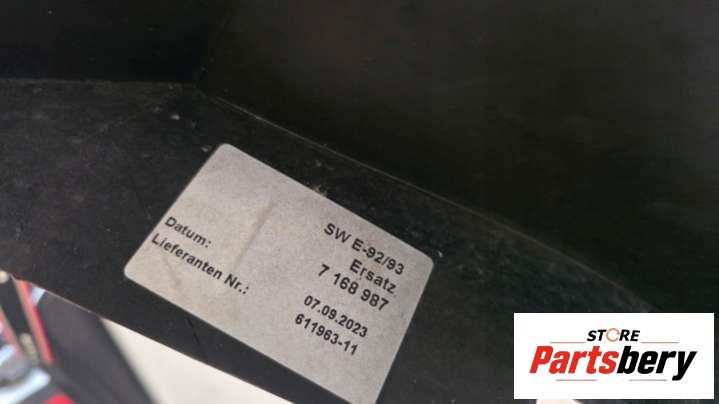 SW E-92/93
Ersatz
7 168 987
Datum: 07.09.2023
Lieferanten Nr.: 611963-11
STORE
Partsbery